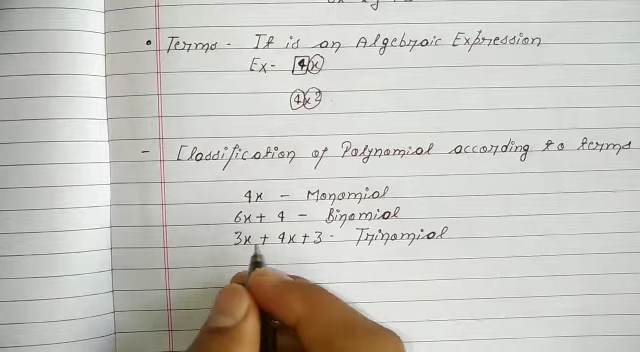 • Terms - It is an Algebraic Expression
Ex - 4x
4x²
- Classification of Polynomial according to terms
4x - Monomial
6x + 4 - Binomial
3x + 4x + 3 - Trinomial